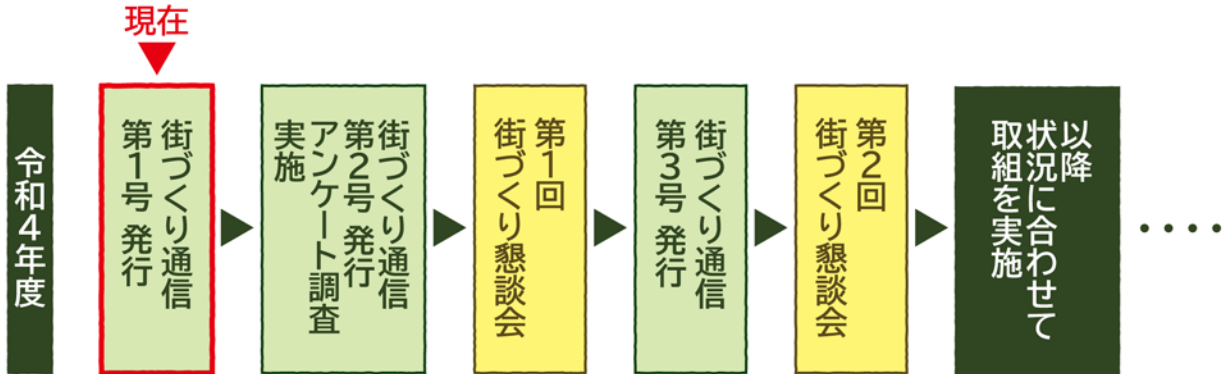 現在
令和4年度
街づくり通信
第1号 発行
街づくり通信
第2号 発行
アンケート調査
実施
第1回
街づくり懇談会
街づくり通信
第3号 発行
第2回
街づくり懇談会
以降
状況に合わせて
取組を実施
‥‥